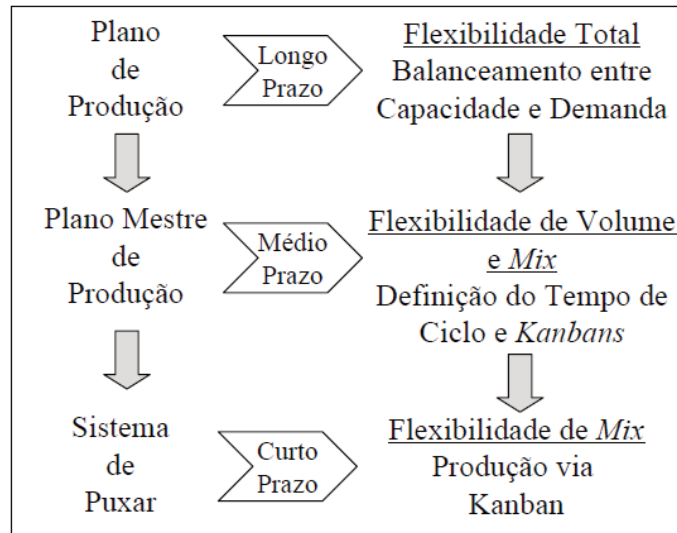 Plano
de
Produção
Longo
Prazo
Flexibilidade Total
Balanceamento entre
Capacidade e Demanda
Plano Mestre
de
Produção
Médio
Prazo
Flexibilidade de Volume
e Mix
Definição do Tempo de
Ciclo e Kanbans
Sistema
de
Puxar
Curto
Prazo
Flexibilidade de Mix
Produção via
Kanban